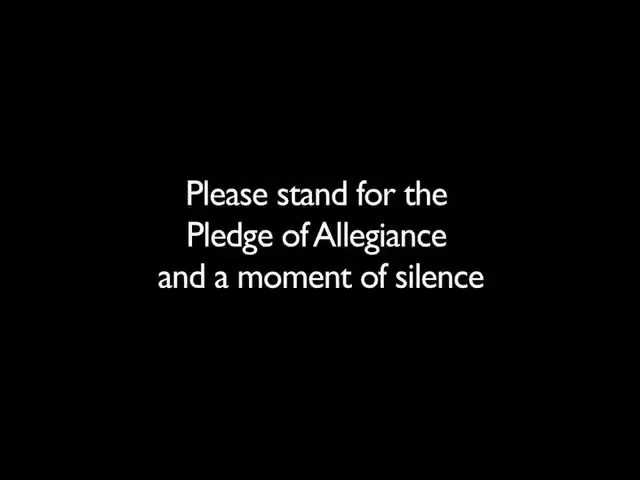 Please stand for the
Pledge of Allegiance
and a moment of silence